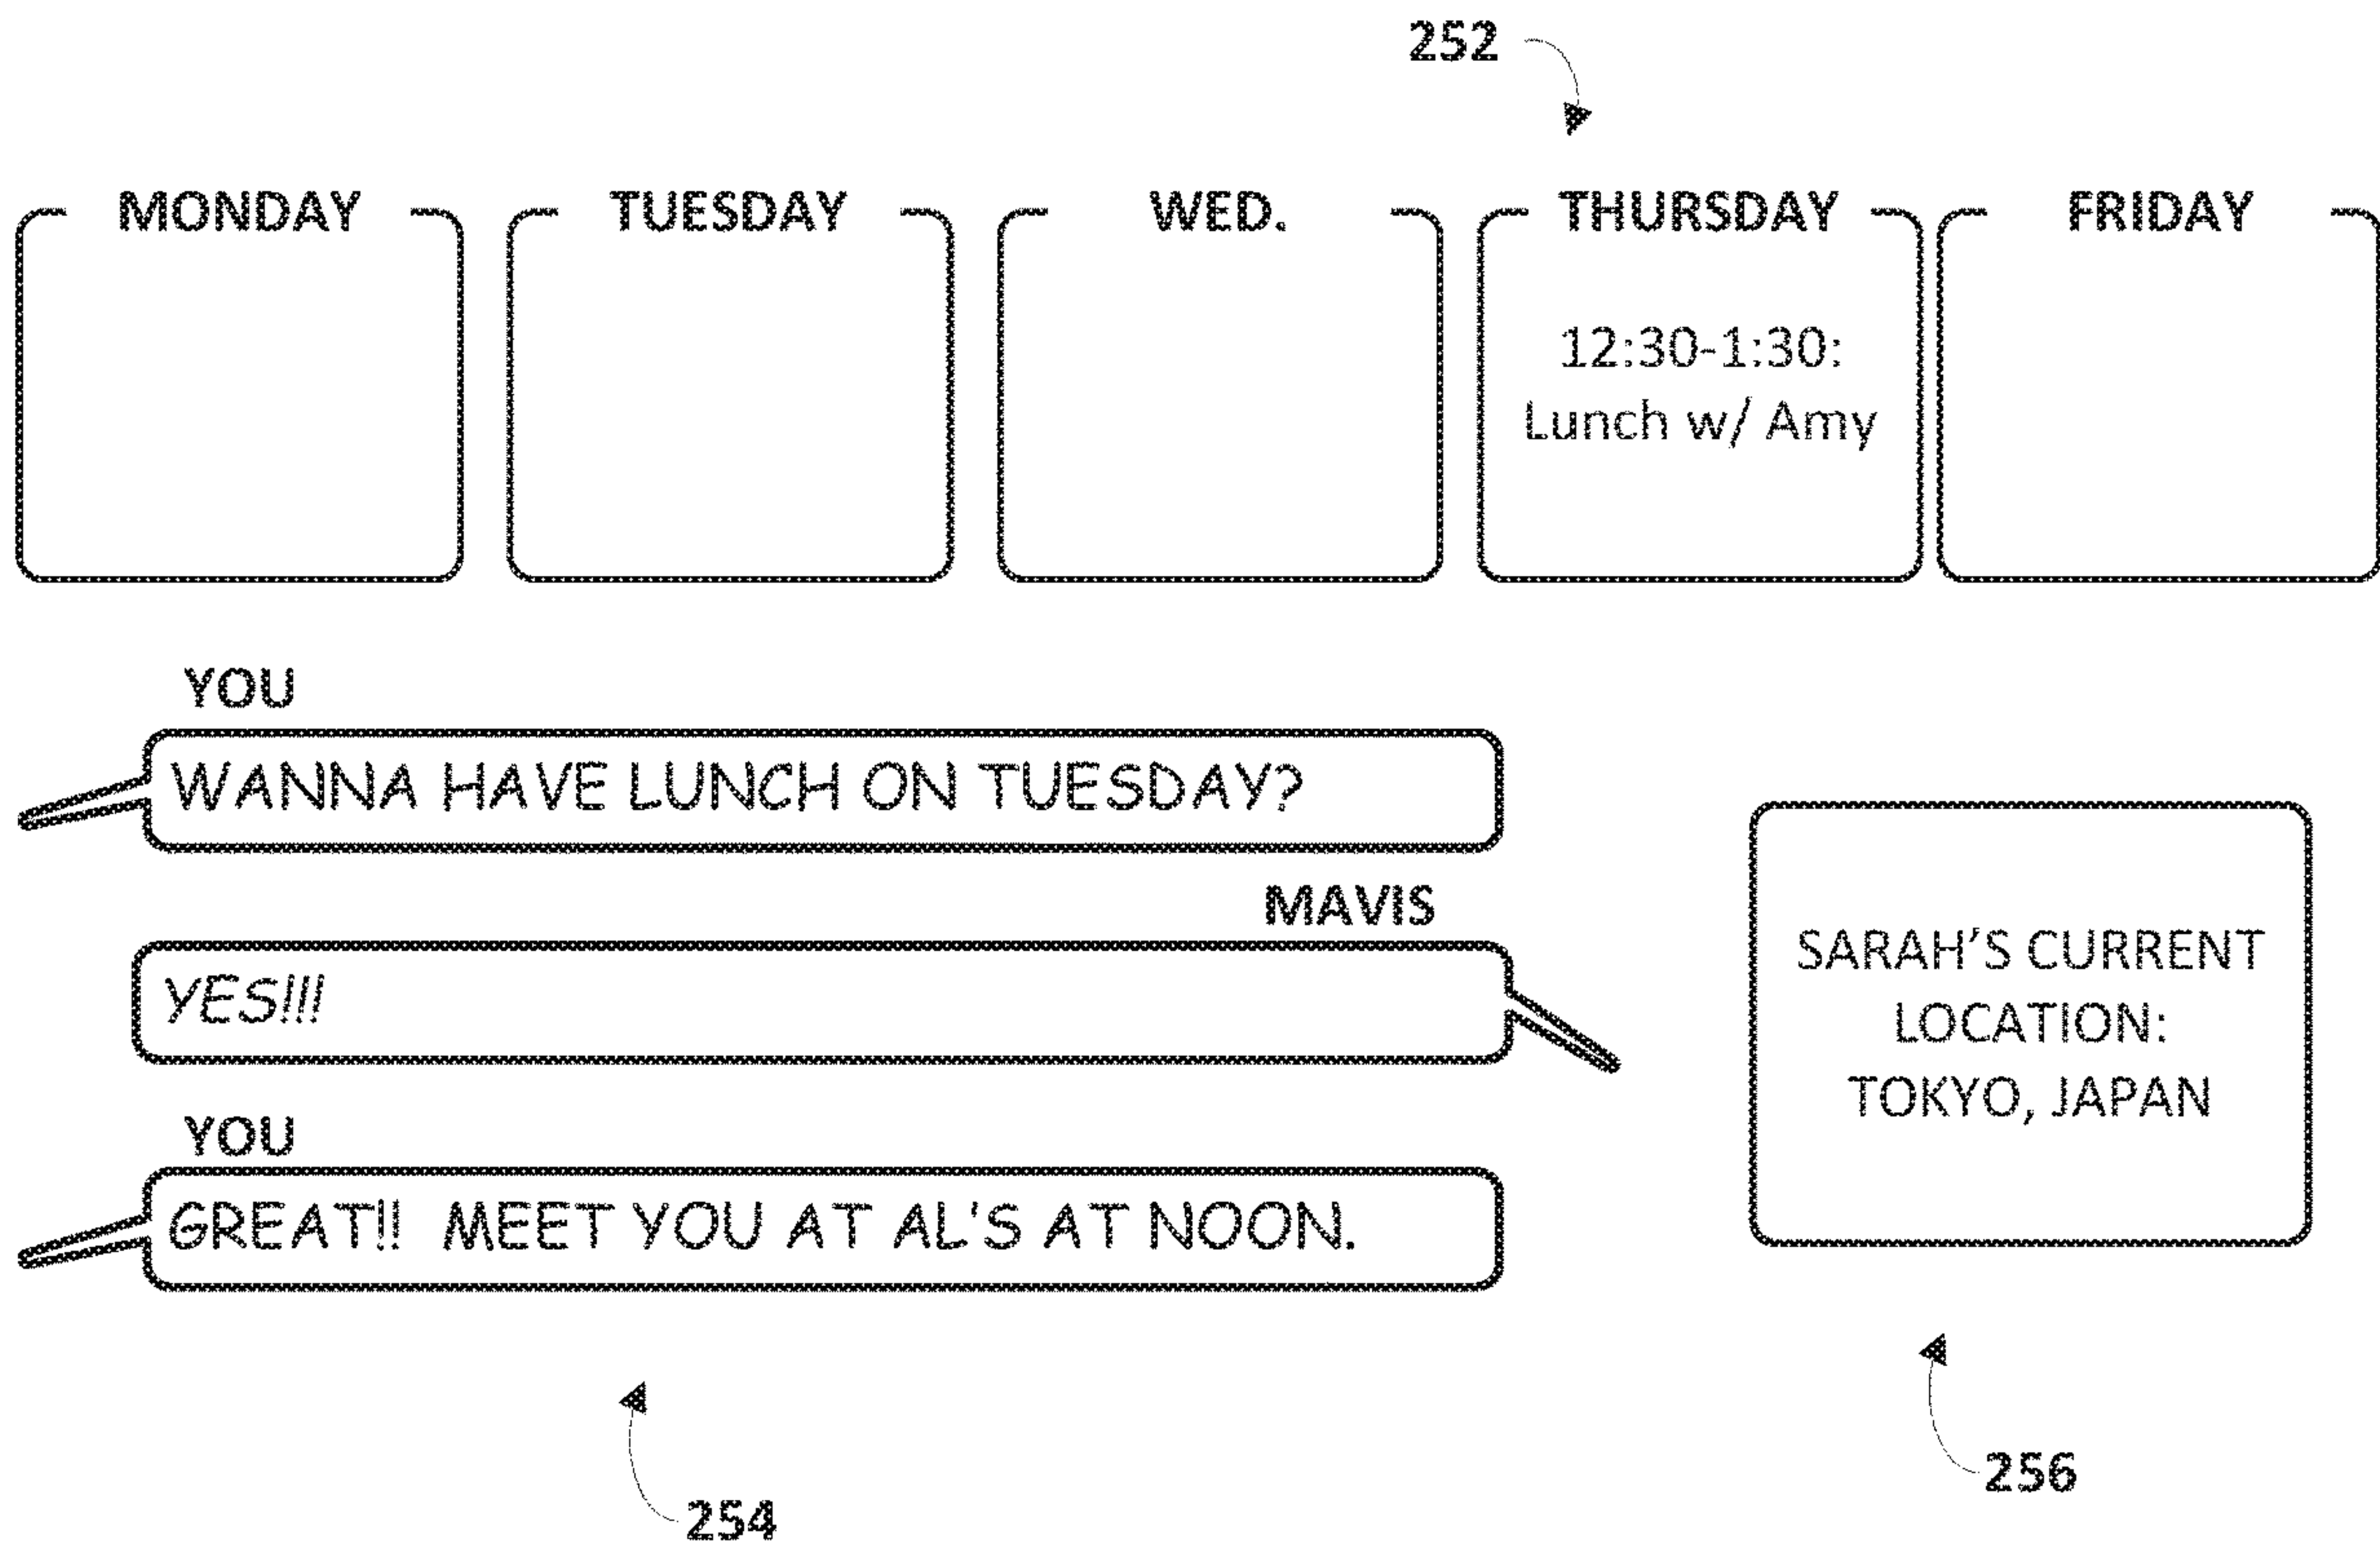 252
MONDAY
TUESDAY
WED.
THURSDAY
FRIDAY
12:30-1:30:
Lunch w/ Amy
YOU
WANNA HAVE LUNCH ON TUESDAY?
MAVIS
YES!!!
YOU
GREAT!! MEET YOU AT AL'S AT NOON.
SARAH'S CURRENT
LOCATION:
TOKYO, JAPAN
254
256